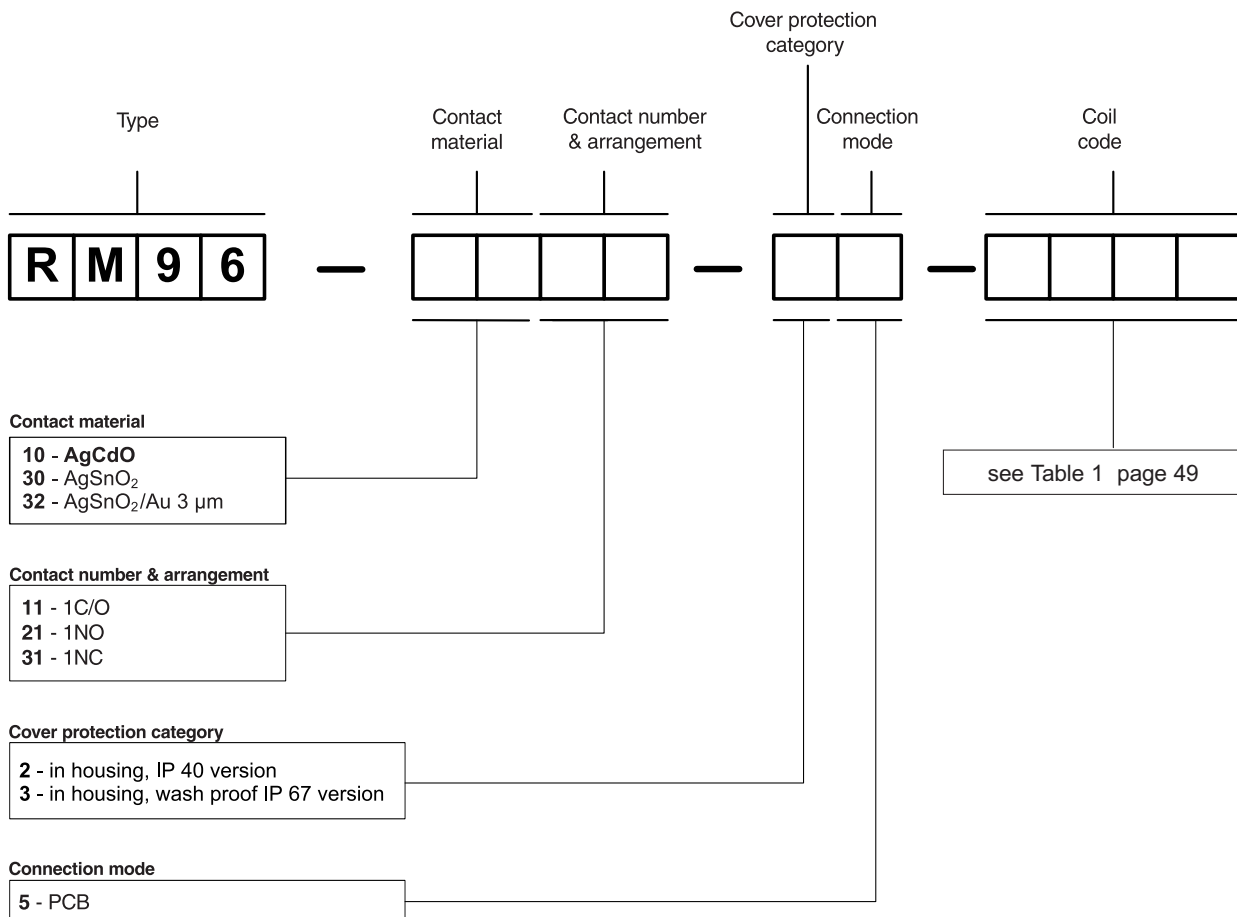 Cover protection
category
Type
Contact
material
Contact number
& arrangement
Connection
mode
Coil
code
R M 9 6 — — —
Contact material
10 - AgCdO
30 - AgSnO₂
32 - AgSnO₂/Au 3 µm
see Table 1 page 49
Contact number & arrangement
11 - 1C/O
21 - 1NO
31 - 1NC
Cover protection category
2 - in housing, IP 40 version
3 - in housing, wash proof IP 67 version
Connection mode
5 - PCB